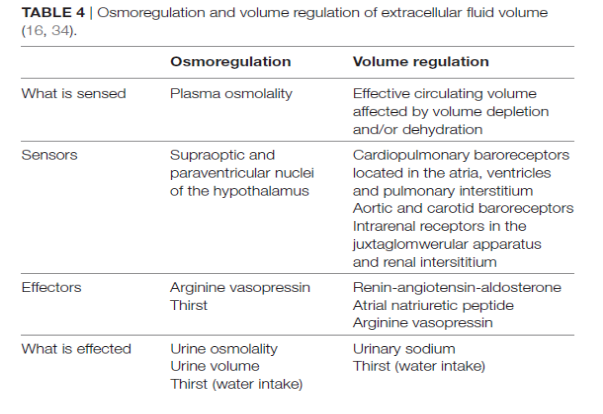 TABLE 4 | Osmoregulation and volume regulation of extracellular fluid volume
(16, 34).
Osmoregulation Volume regulation
What is sensed Plasma osmolality Effective circulating volume
affected by volume depletion
and/or dehydration
Sensors Supraoptic and Cardiopulmonary baroreceptors
paraventricular nuclei located in the atria, ventricles
of the hypothalamus and pulmonary interstitium
Aortic and carotid baroreceptors
Intrarenal receptors in the
juxtaglomwerular apparatus
and renal intersititium
Effectors Arginine vasopressin Renin-angiotensin-aldosterone
Thirst Atrial natriuretic peptide
Arginine vasopressin
What is effected Urine osmolality Urinary sodium
Urine volume Thirst (water intake)
Thirst (water intake)